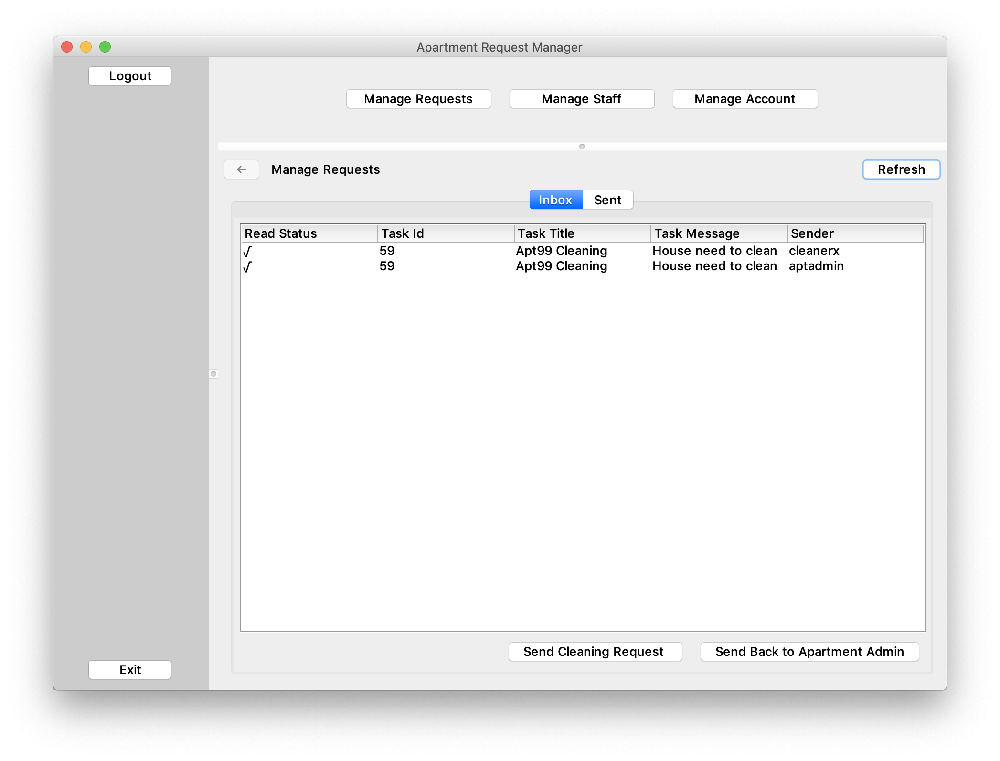 Apartment Request Manager
Logout
Manage Requests Manage Staff Manage Account
← Manage Requests Refresh
Inbox Sent
Read Status Task Id Task Title Task Message Sender
√ 59 Apt99 Cleaning House need to clean cleanerx
√ 59 Apt99 Cleaning House need to clean aptadmin
Send Cleaning Request Send Back to Apartment Admin
Exit